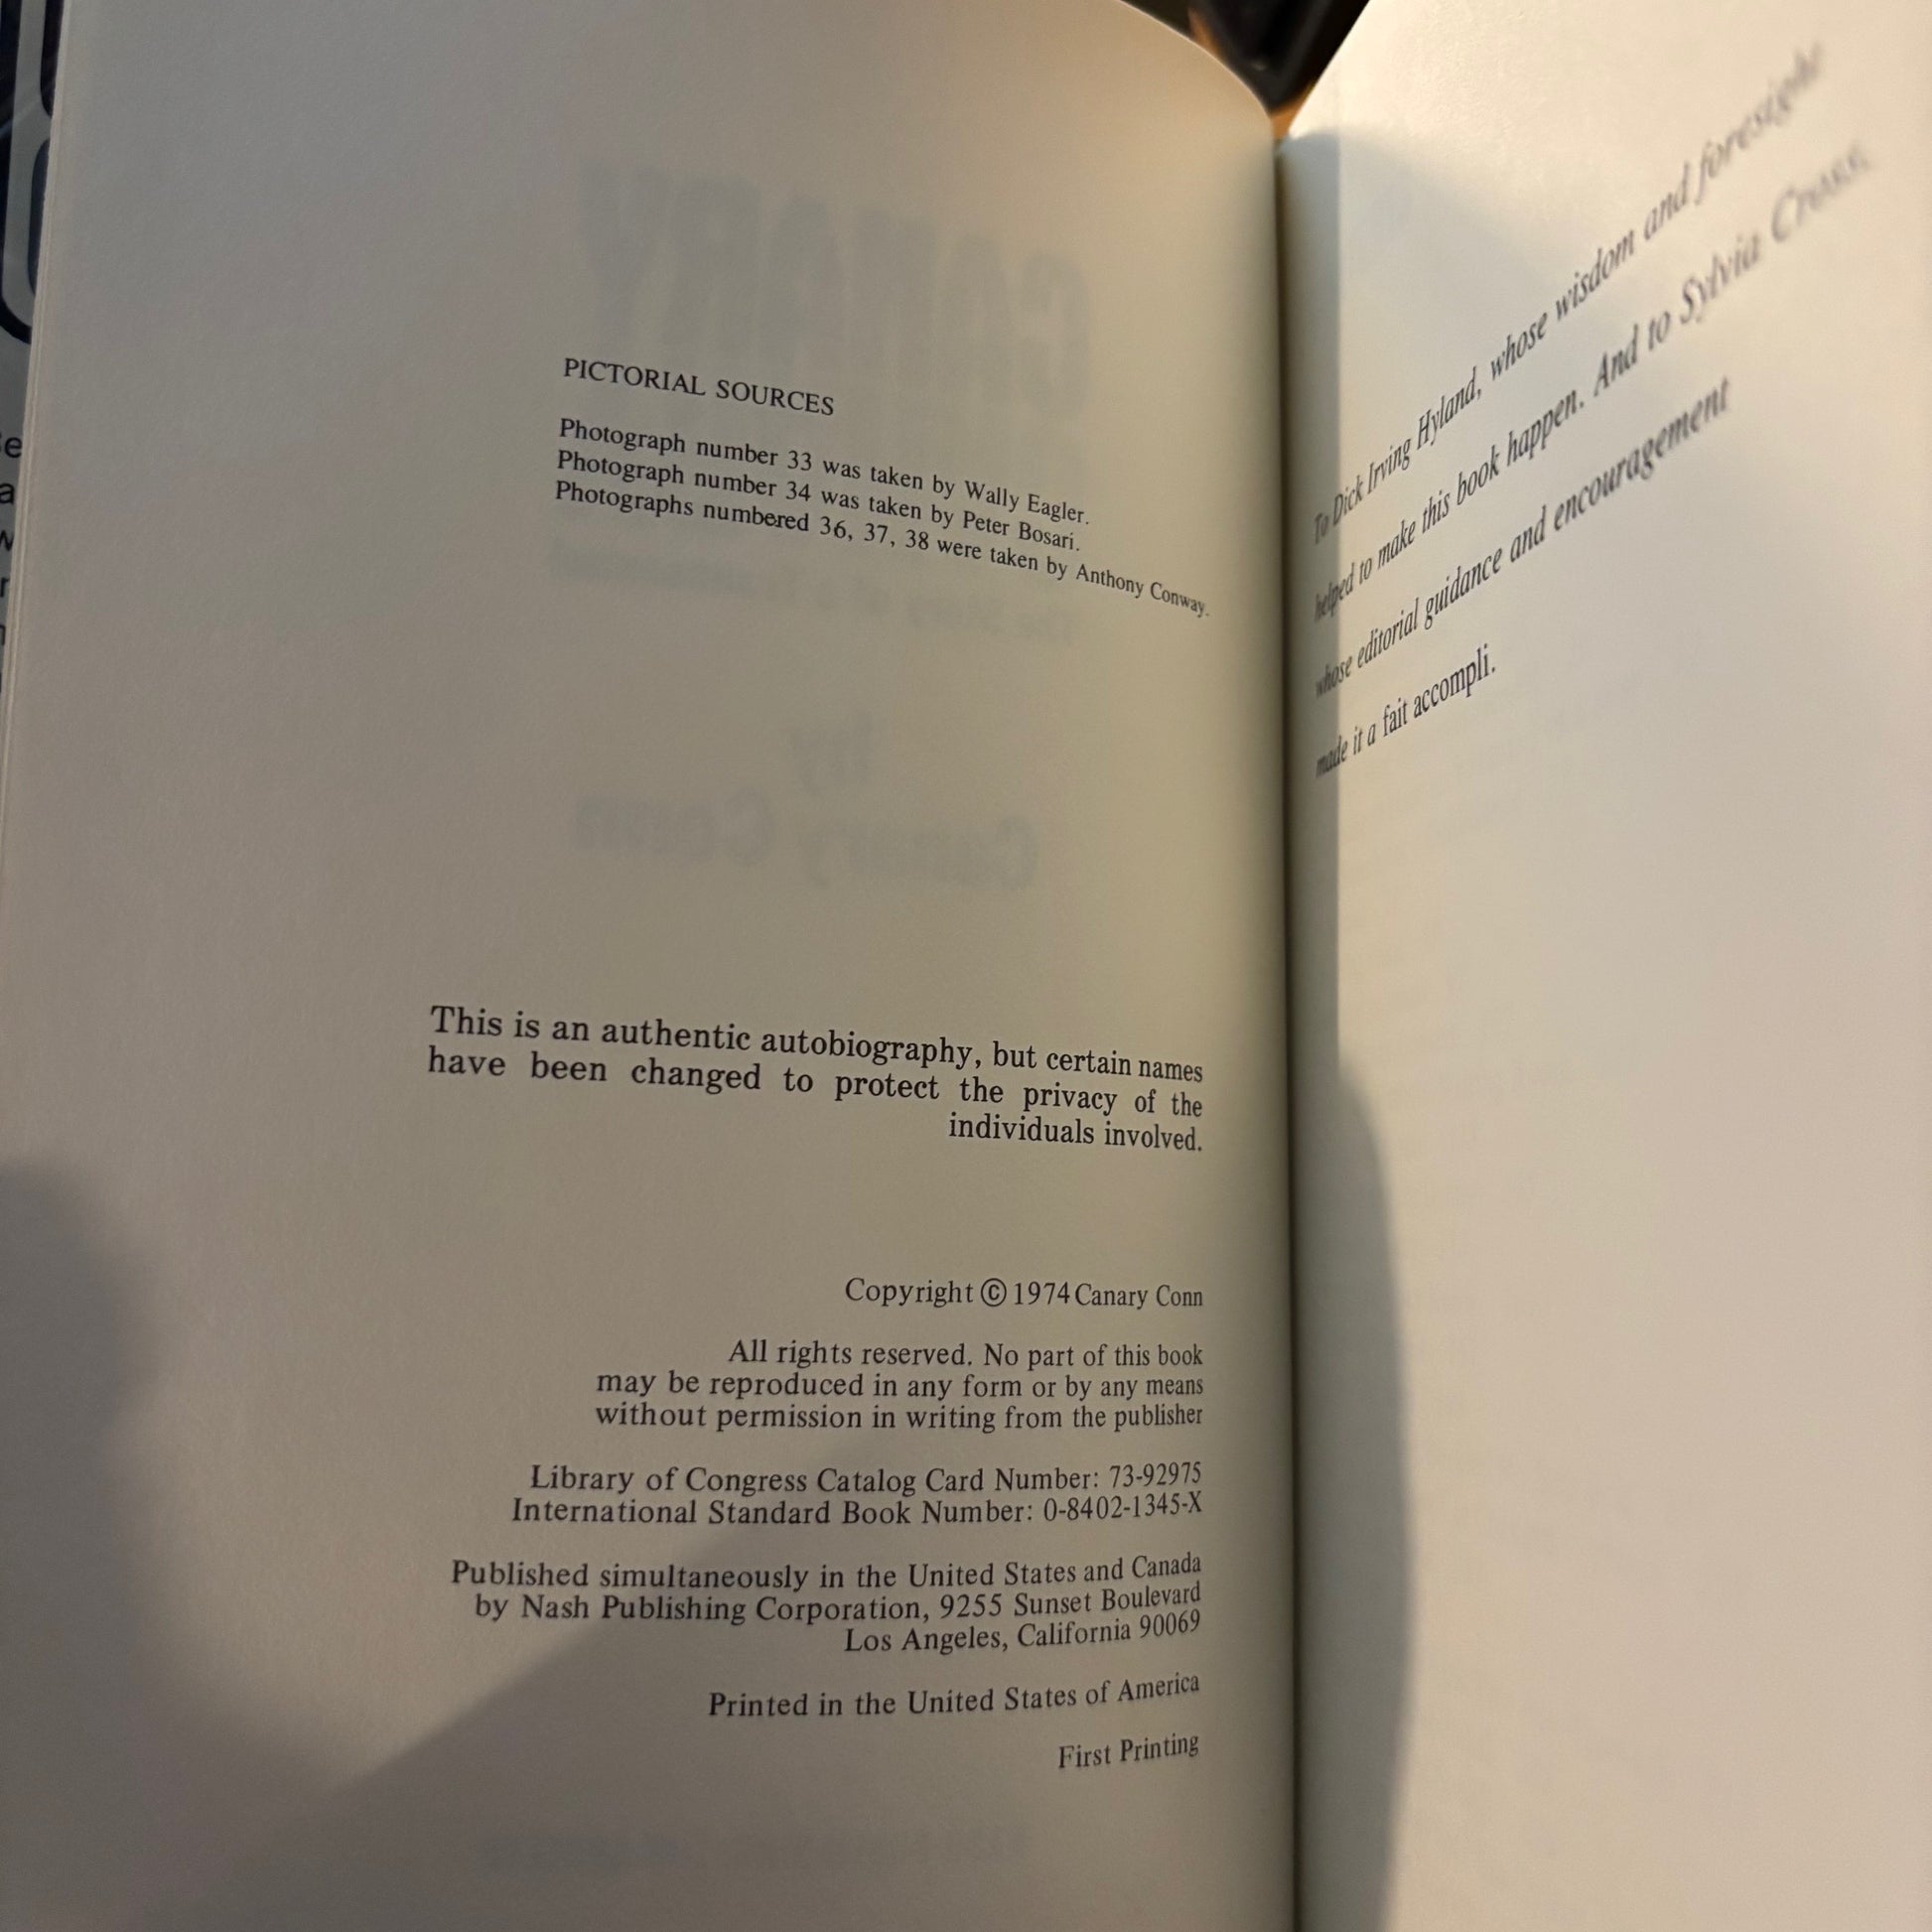 PICTORIAL SOURCES
Photograph number 33 was taken by Wally Eagler.
Photograph number 34 was taken by Peter Bosari.
Photographs numbered 36, 37, 38 were taken by Anthony Conway.
This is an authentic autobiography, but certain names
have been changed to protect the privacy of the
individuals involved.
Copyright © 1974 Canary Conn
All rights reserved. No part of this book
may be reproduced in any form or by any means
without permission in writing from the publisher
Library of Congress Catalog Card Number: 73-92975
International Standard Book Number: 0-8402-1345-X
Published simultaneously in the United States and Canada
by Nash Publishing Corporation, 9255 Sunset Boulevard
Los Angeles, California 90069
Printed in the United States of America
First Printing
To Dick Irving Hyland, whose wisdom and foresight
helped to make this book happen. And to Sylvia
whose editorial guidance and encouragement
made it a fait accompli.